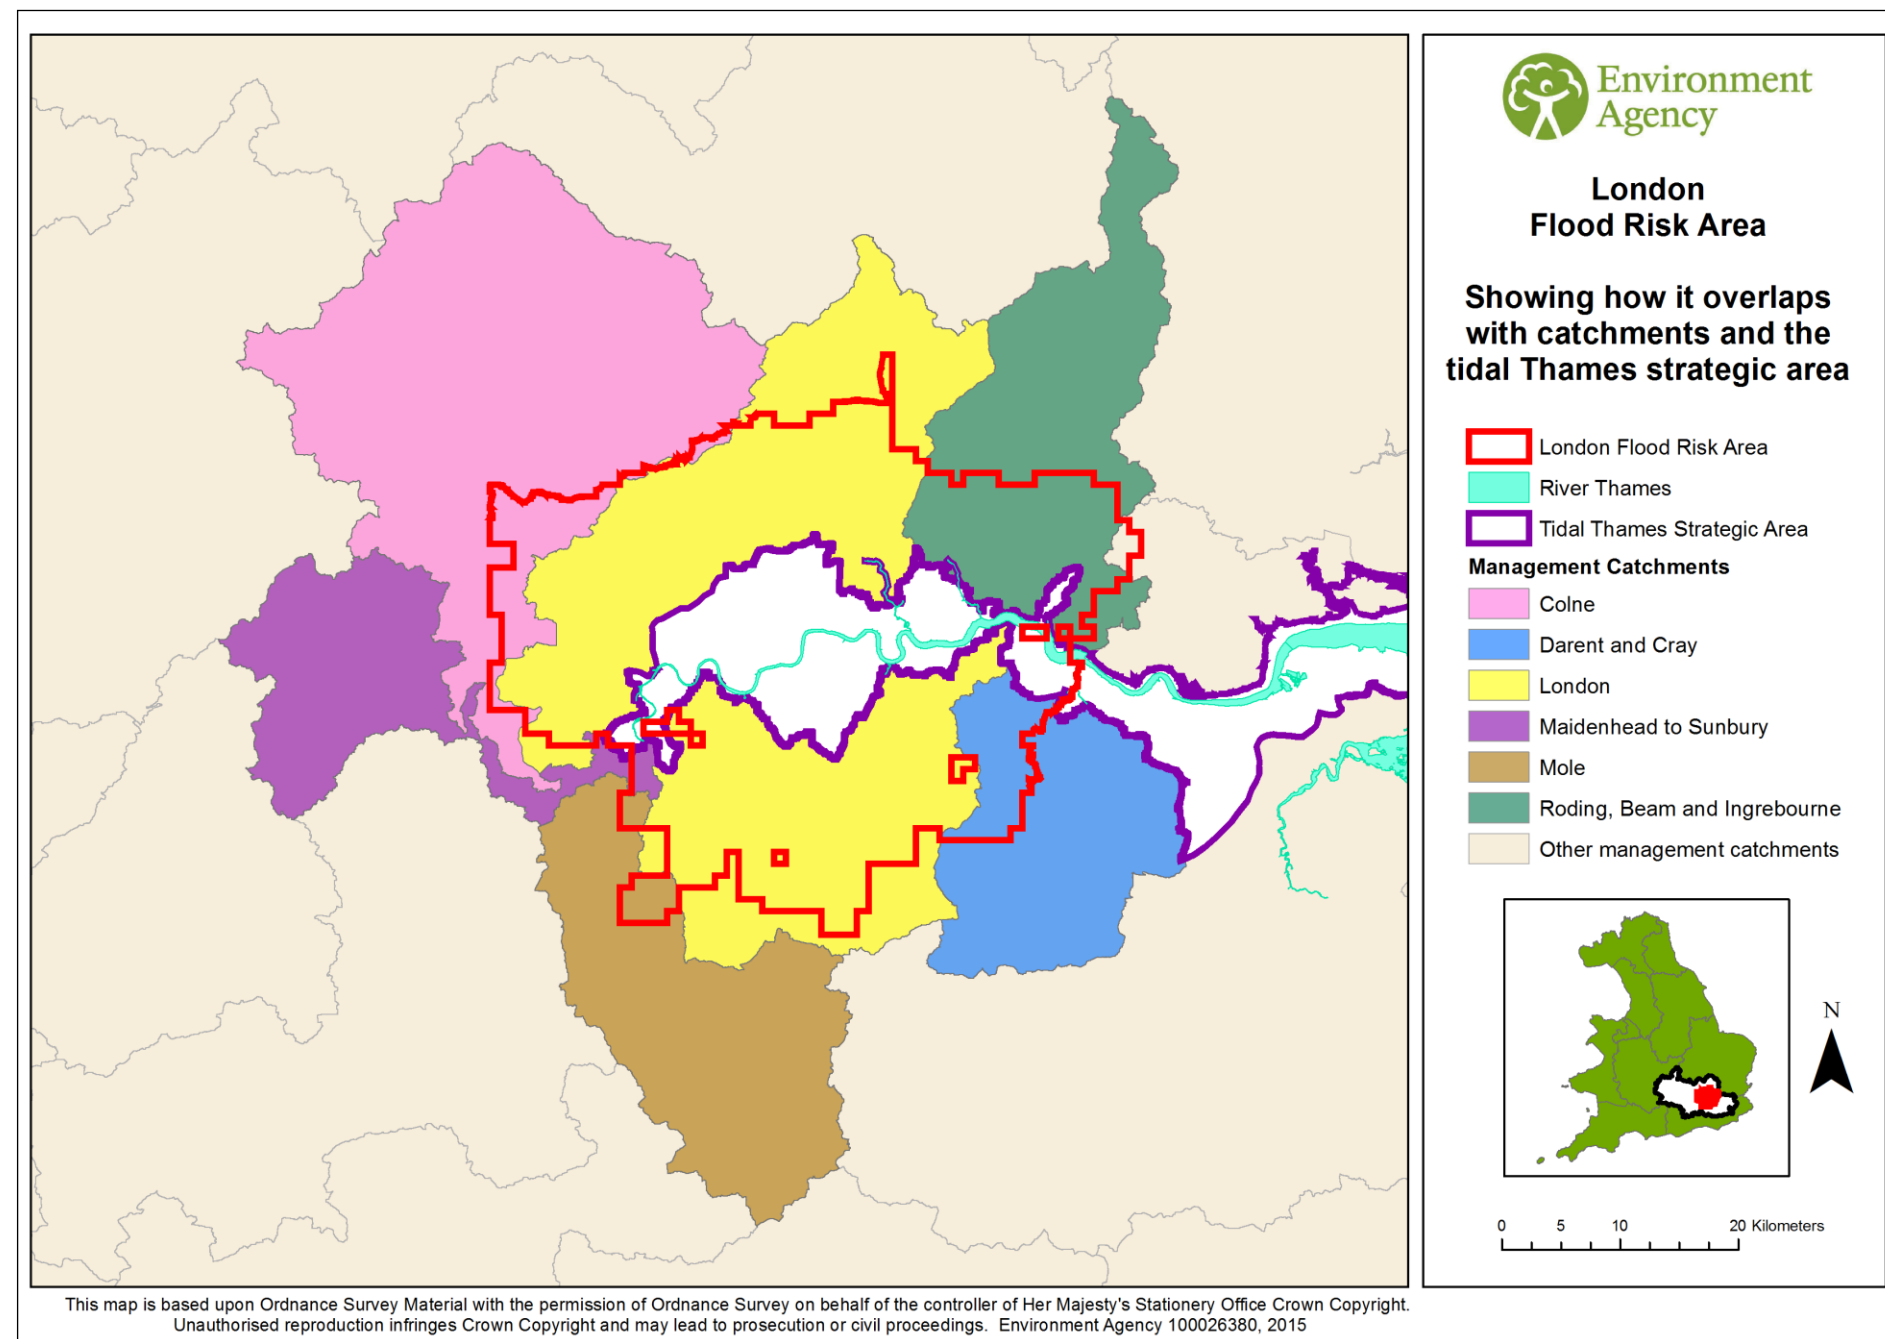 Environment
Agency
London
Flood Risk Area
Showing how it overlaps
with catchments and the
tidal Thames strategic area
London Flood Risk Area
River Thames
Tidal Thames Strategic Area
Management Catchments
Colne
Darent and Cray
London
Maidenhead to Sunbury
Mole
Roding, Beam and Ingrebourne
Other management catchments
N
0 5 10 20 Kilometers
This map is based upon Ordnance Survey Material with the permission of Ordnance Survey on behalf of the controller of Her Majesty's Stationery Office Crown Copyright.
Unauthorised reproduction infringes Crown Copyright and may lead to prosecution or civil proceedings. Environment Agency 100026380, 2015